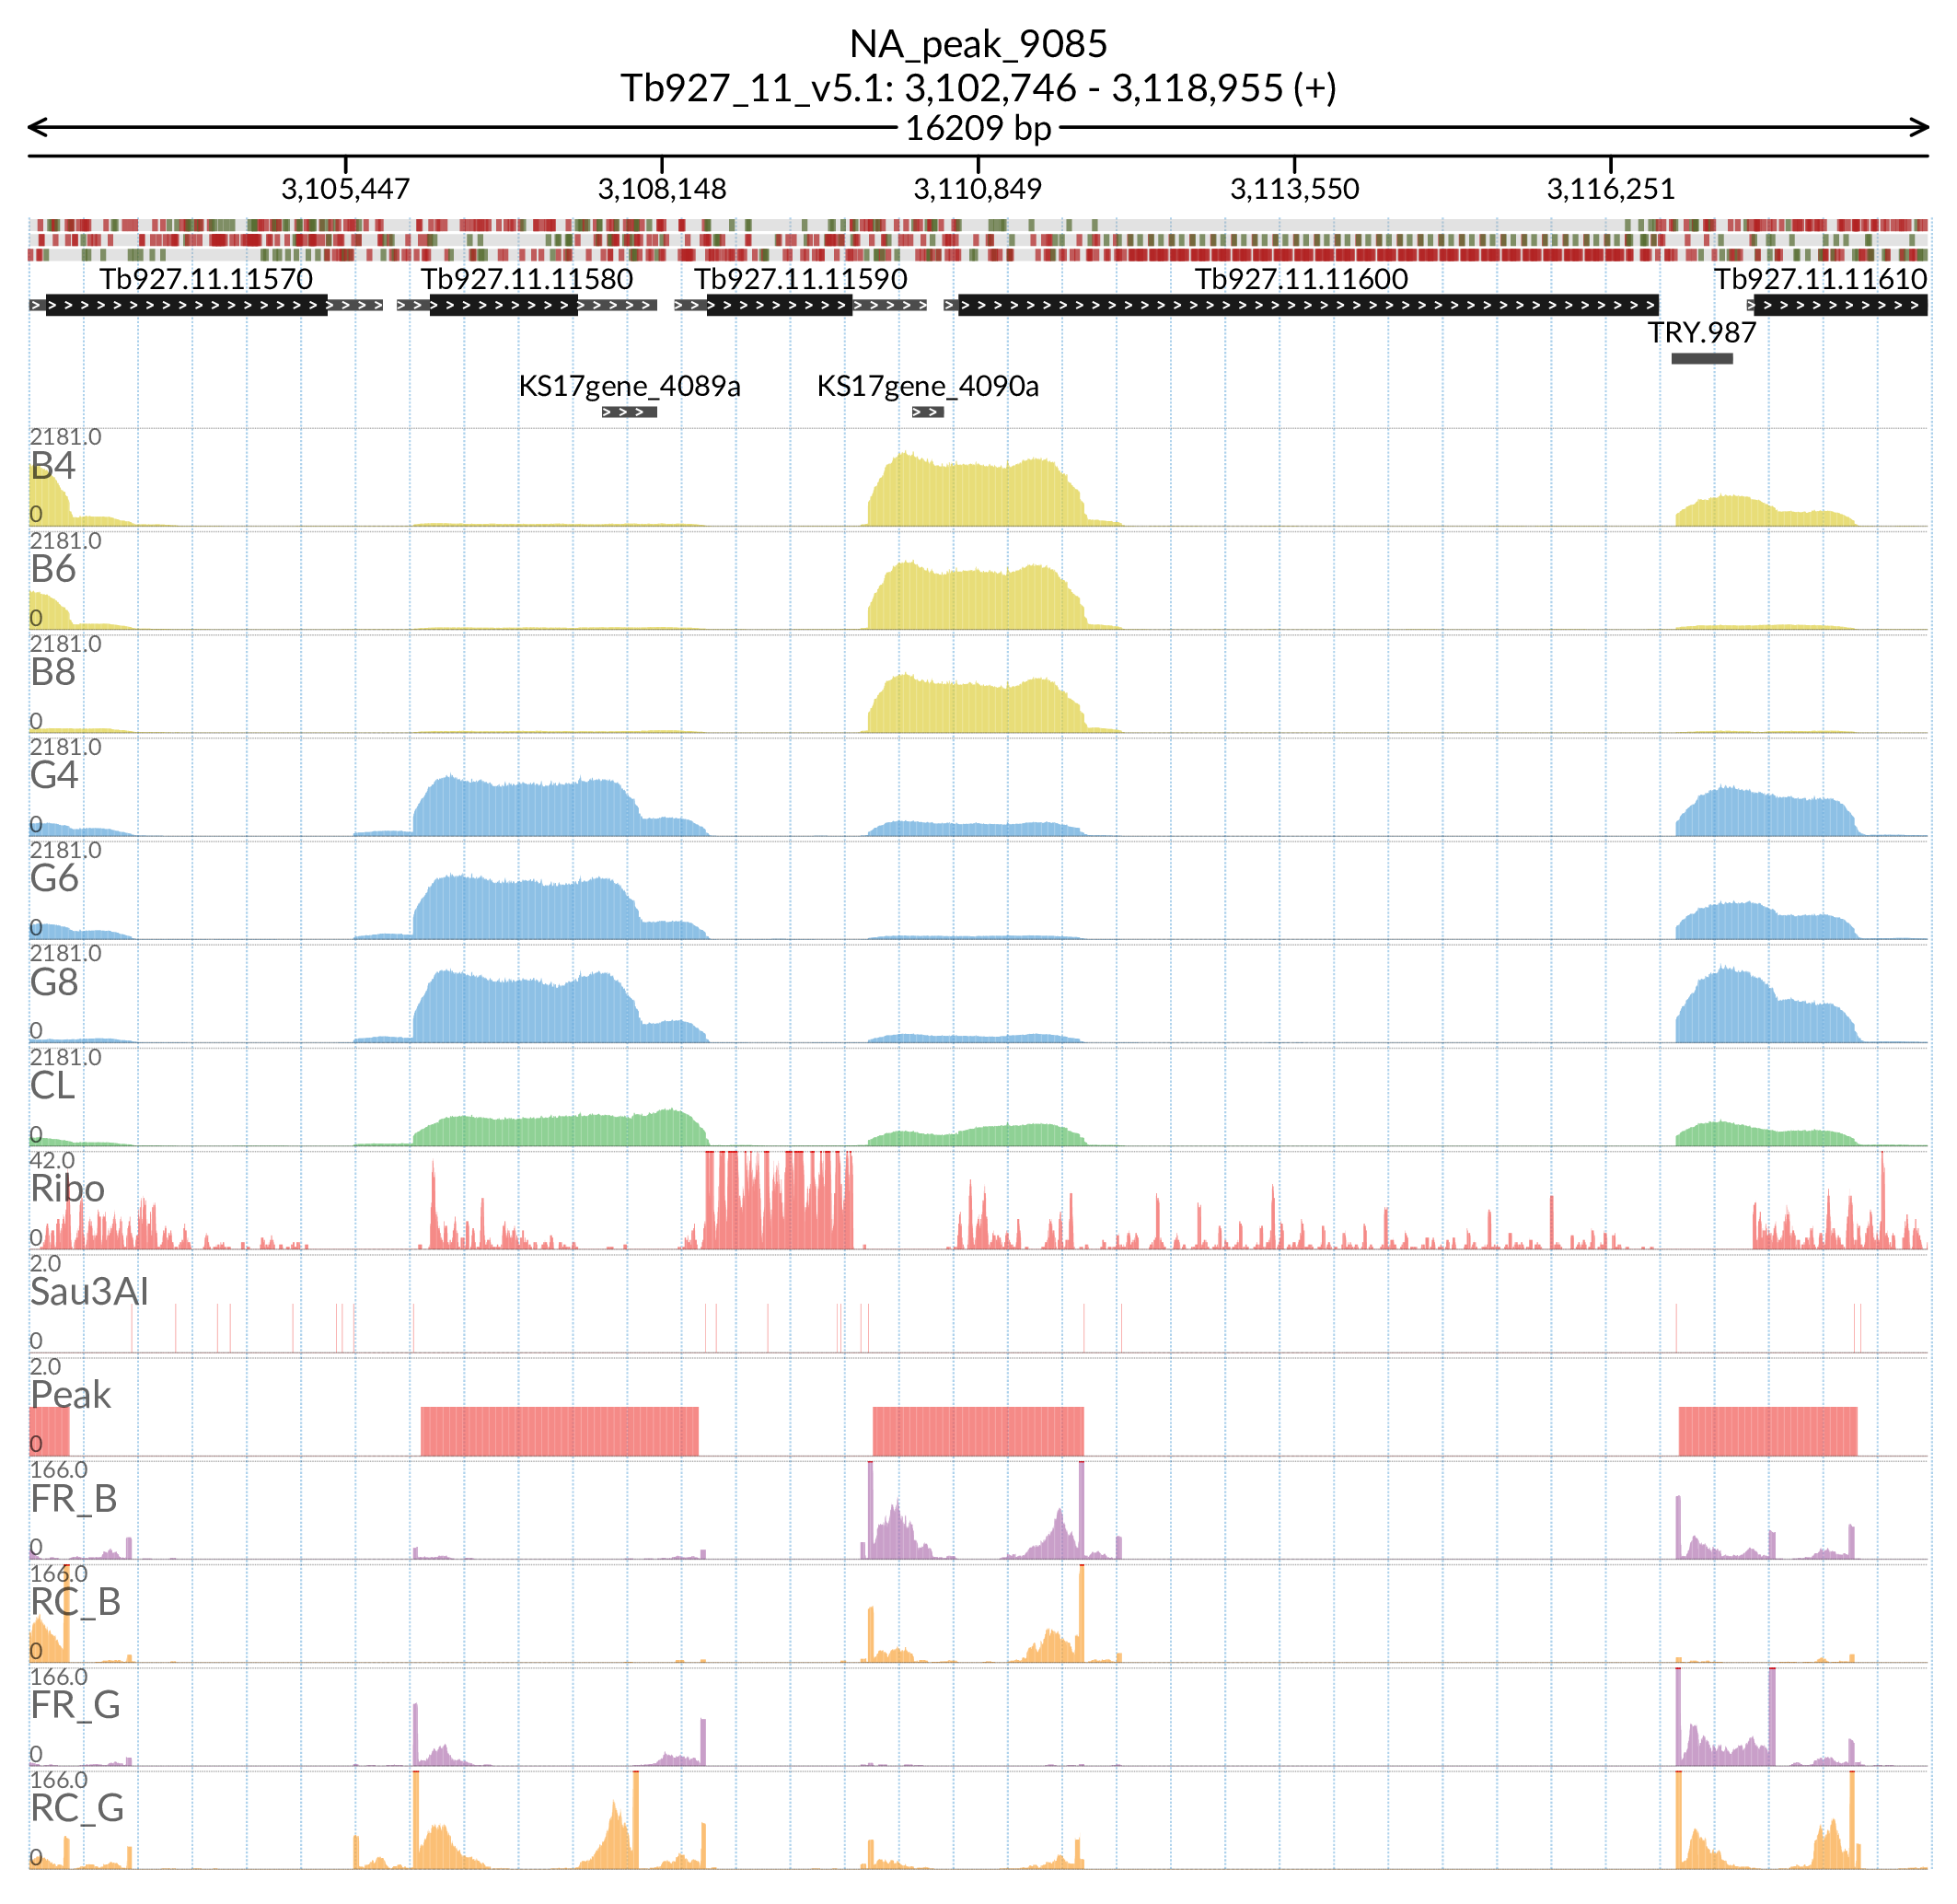 NA_peak_9085
Tb927_11_v5.1: 3,102,746 - 3,118,955 (+)
16209 bp
3,105,447 3,108,148 3,110,849 3,113,550 3,116,251
Tb927.11.11570 Tb927.11.11580 Tb927.11.11590 Tb927.11.11600 Tb927.11.11610
TRY.987
KS17gene_4089a KS17gene_4090a
2181.0
B4
0
2181.0
B6
0
2181.0
B8
0
2181.0
G4
0
2181.0
G6
0
2181.0
G8
0
2181.0
CL
0
42.0
Ribo
0
2.0
Sau3AI
0
2.0
Peak
0
166.0
FR_B
0
166.0
RC_B
0
166.0
FR_G
0
166.0
RC_G
0